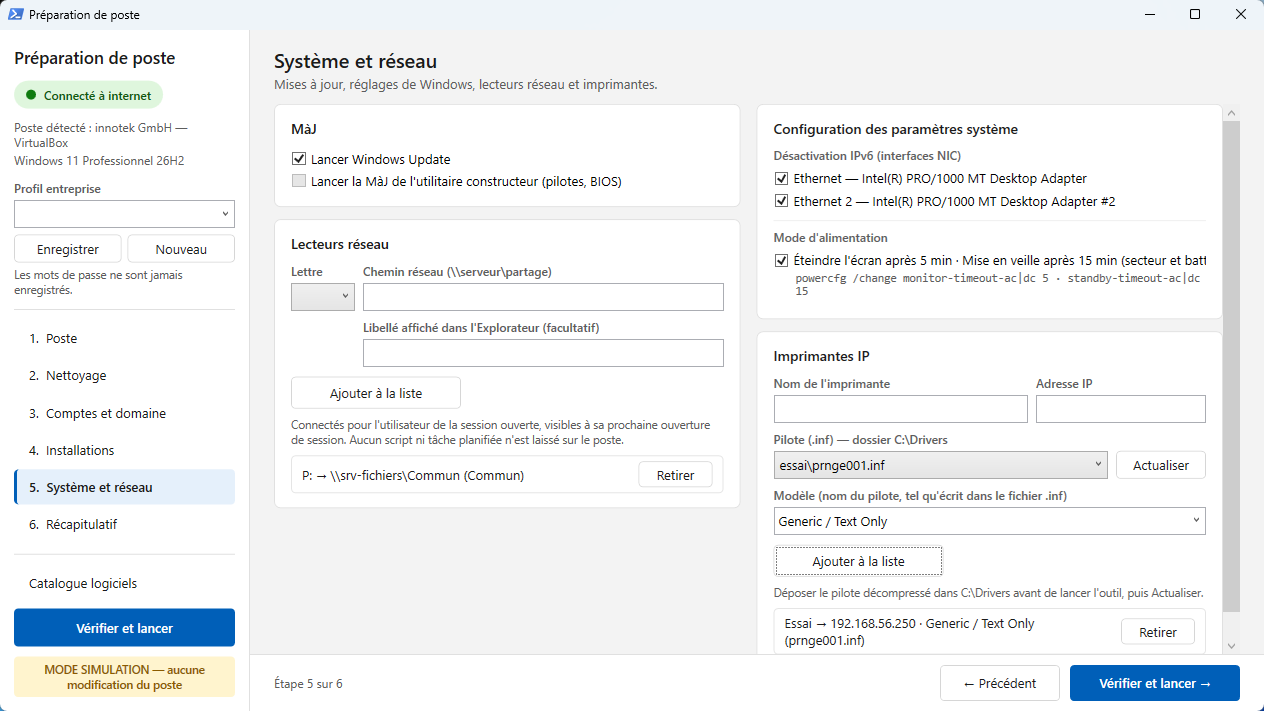 Préparation de poste
Préparation de poste
Connecté à internet
Poste détecté : innotek GmbH —
VirtualBox
Windows 11 Professionnel 26H2
Profil entreprise
Enregistrer
Nouveau
Les mots de passe ne sont jamais
enregistrés.
1. Poste
2. Nettoyage
3. Comptes et domaine
4. Installations
5. Système et réseau
6. Récapitulatif
Catalogue logiciels
Vérifier et lancer
MODE SIMULATION — aucune
modification du poste
Système et réseau
Mises à jour, réglages de Windows, lecteurs réseau et imprimantes.
MàJ
Lancer Windows Update
Lancer la MàJ de l'utilitaire constructeur (pilotes, BIOS)
Lecteurs réseau
Lettre
Chemin réseau (\\serveur\partage)
Libellé affiché dans l'Explorateur (facultatif)
Ajouter à la liste
Connectés pour l'utilisateur de la session ouverte, visibles à sa prochaine ouverture
de session. Aucun script ni tâche planifiée n'est laissé sur le poste.
P: → \\srv-fichiers\Commun (Commun)
Retirer
Configuration des paramètres système
Désactivation IPv6 (interfaces NIC)
Ethernet — Intel(R) PRO/1000 MT Desktop Adapter
Ethernet 2 — Intel(R) PRO/1000 MT Desktop Adapter #2
Mode d'alimentation
Éteindre l'écran après 5 min · Mise en veille après 15 min (secteur et batt
powercfg /change monitor-timeout-ac|dc 5 · standby-timeout-ac|dc
15
Imprimantes IP
Nom de l'imprimante
Adresse IP
Pilote (.inf) — dossier C:\Drivers
essai\prnge001.inf
Actualiser
Modèle (nom du pilote, tel qu'écrit dans le fichier .inf)
Generic / Text Only
Ajouter à la liste
Déposer le pilote décompressé dans C:\Drivers avant de lancer l'outil, puis Actualiser.
Essai → 192.168.56.250 · Generic / Text Only
(prnge001.inf)
Retirer
Étape 5 sur 6
← Précédent
Vérifier et lancer →